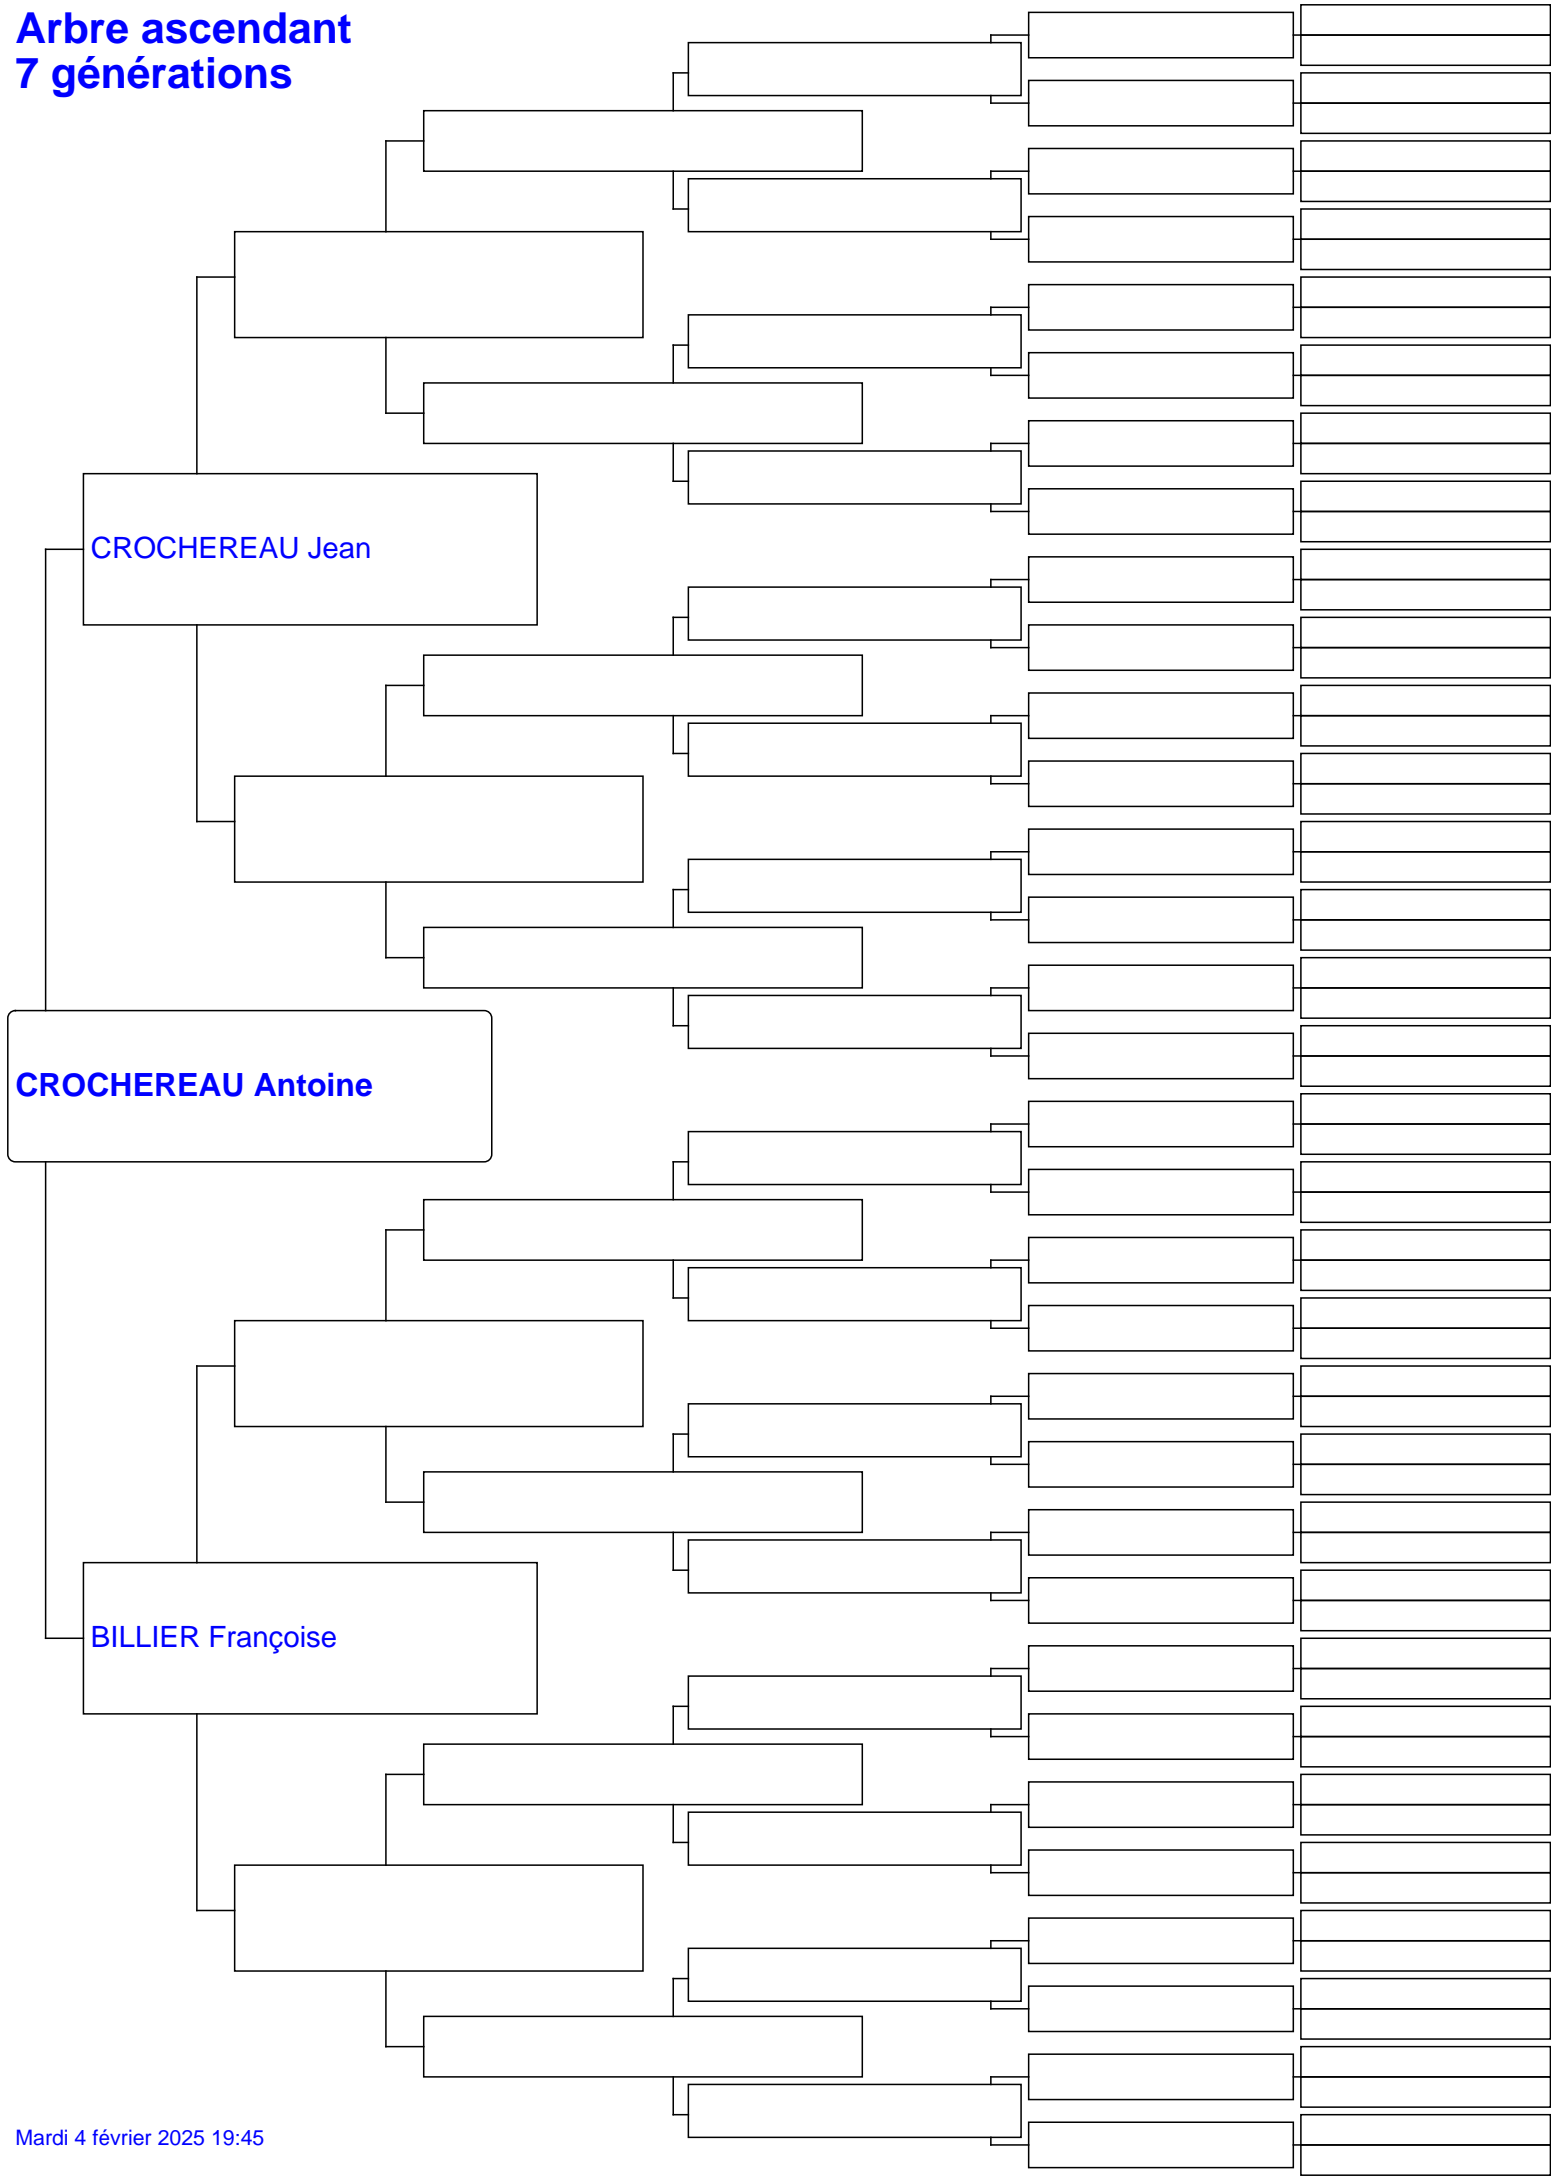 Arbre ascendant
7 générations
CROCHEREAU Jean
CROCHEREAU Antoine
BILLIER Françoise
Mardi 4 février 2025 19:45